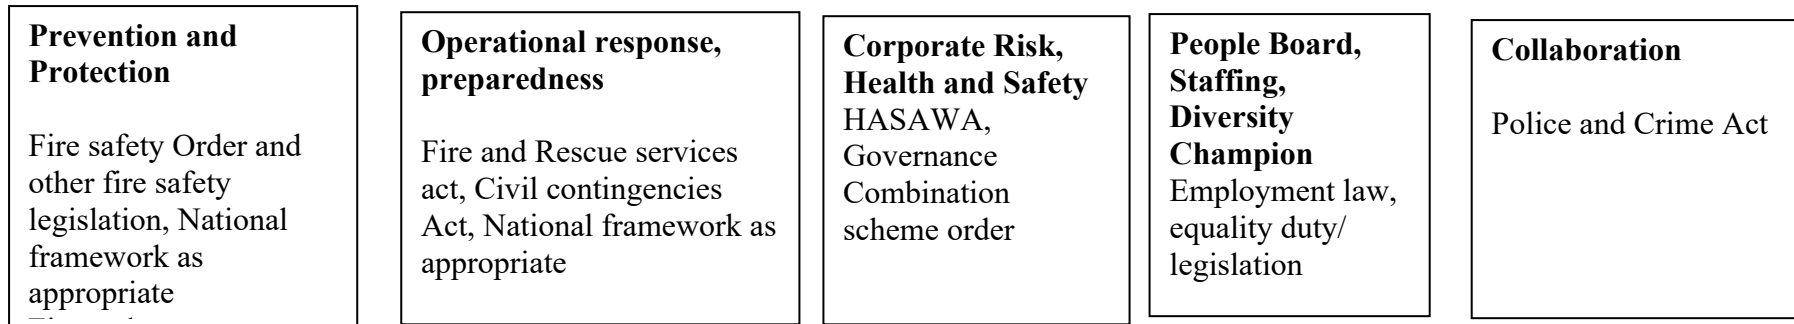 Prevention and
Protection
Fire safety Order and
other fire safety
legislation, National
framework as
appropriate
Operational response,
preparedness
Fire and Rescue services
act, Civil contingencies
Act, National framework as
appropriate
Corporate Risk,
Health and Safety
HASAWA,
Governance
Combination
scheme order
People Board,
Staffing,
Diversity
Champion
Employment law,
equality duty/
legislation
Collaboration
Police and Crime Act